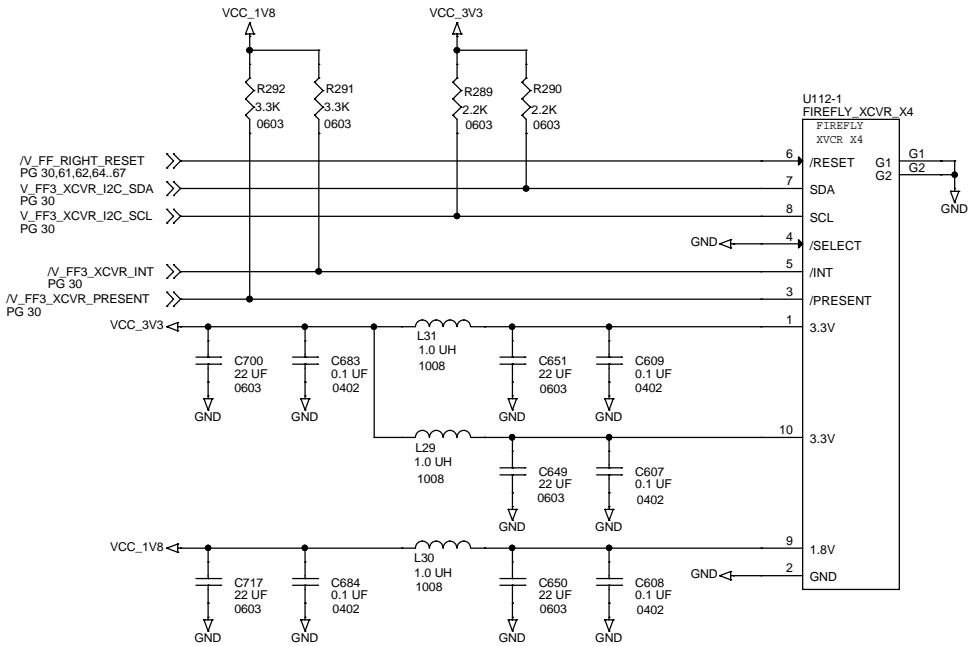 VCC_1V8
VCC_3V3
R292
3.3K
0603
R291
3.3K
0603
R289
2.2K
0603
R290
2.2K
0603
U112-1
FIREFLY_XCVR_X4
FIREFLY
XVCR X4
/V_FF_RIGHT_RESET
PG 30,61,62,64..67
6
/RESET
G1
G1
G2
G2
GND
V_FF3_XCVR_I2C_SDA
PG 30
7
SDA
V_FF3_XCVR_I2C_SCL
PG 30
8
SCL
GND
4
/SELECT
/V_FF3_XCVR_INT
PG 30
5
/INT
/V_FF3_XCVR_PRESENT
PG 30
3
/PRESENT
VCC_3V3
L31
1.0 UH
1008
1
3.3V
C700
22 UF
0603
GND
C683
0.1 UF
0402
GND
C651
22 UF
0603
GND
C609
0.1 UF
0402
GND
L29
1.0 UH
1008
10
3.3V
C649
22 UF
0603
GND
C607
0.1 UF
0402
GND
VCC_1V8
L30
1.0 UH
1008
9
1.8V
GND
2
GND
C717
22 UF
0603
GND
C684
0.1 UF
0402
GND
C650
22 UF
0603
GND
C608
0.1 UF
0402
GND